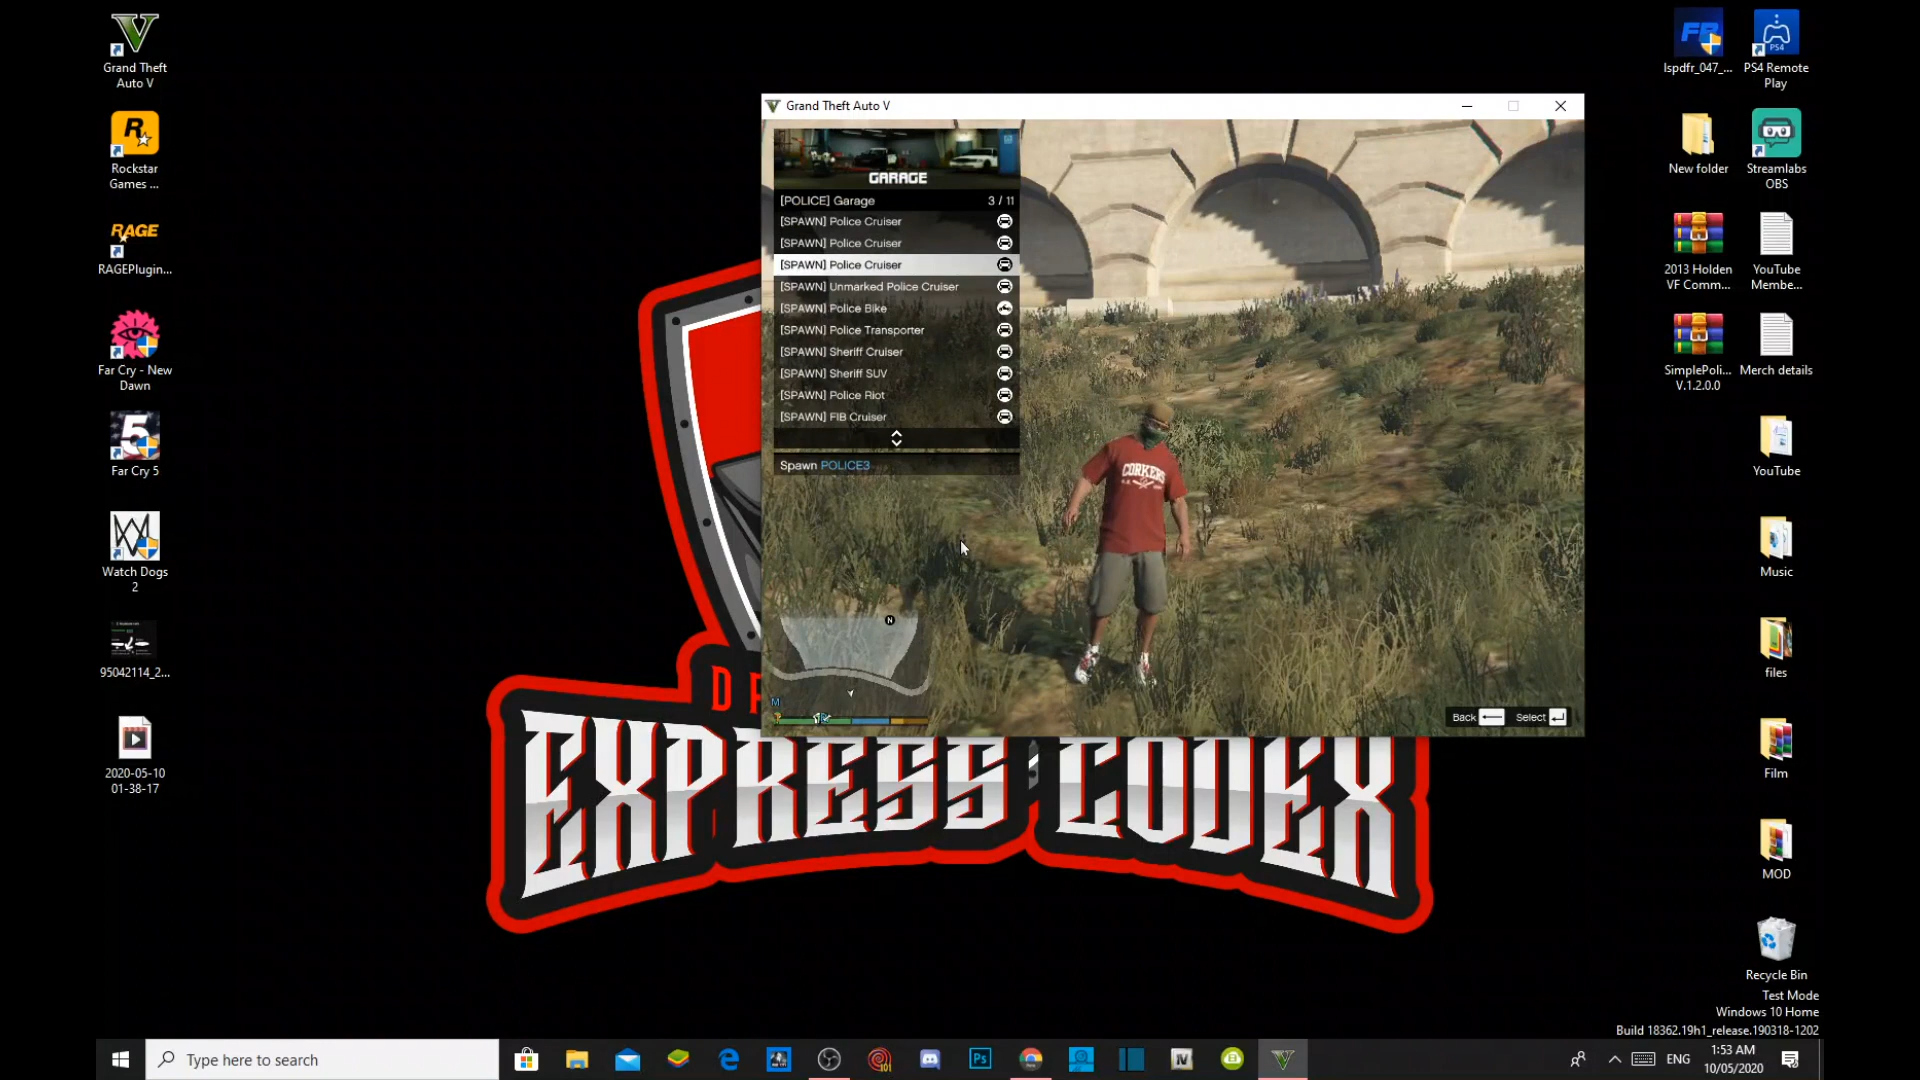 Grand Theft
Auto V
Rockstar
Games ...
RAGE
RAGEPlugin...
Far Cry - New
Dawn
5
Far Cry 5
Watch Dogs
2
95042114_2...
2020-05-10
01-38-17
Grand Theft Auto V
GARAGE
[POLICE] Garage 3 / 11
[SPAWN] Police Cruiser
[SPAWN] Police Cruiser
[SPAWN] Police Cruiser
[SPAWN] Unmarked Police Cruiser
[SPAWN] Police Bike
[SPAWN] Police Transporter
[SPAWN] Sheriff Cruiser
[SPAWN] Sheriff SUV
[SPAWN] Police Riot
[SPAWN] FIB Cruiser
Spawn POLICE3
CORKERS
N
M
Back
Select
D
EXPRESS CODEX
FR
lspdfr_047_...
PS4
PS4 Remote
Play
New folder
Streamlabs
OBS
2013 Holden
VF Comm...
YouTube
Membe...
SimplePoli...
V.1.2.0.0
Merch details
YouTube
Music
files
Film
MOD
Recycle Bin
Test Mode
Windows 10 Home
Build 18362.19h1_release.190318-1202
Type here to search
Ps
IV
ENG
1:53 AM
10/05/2020